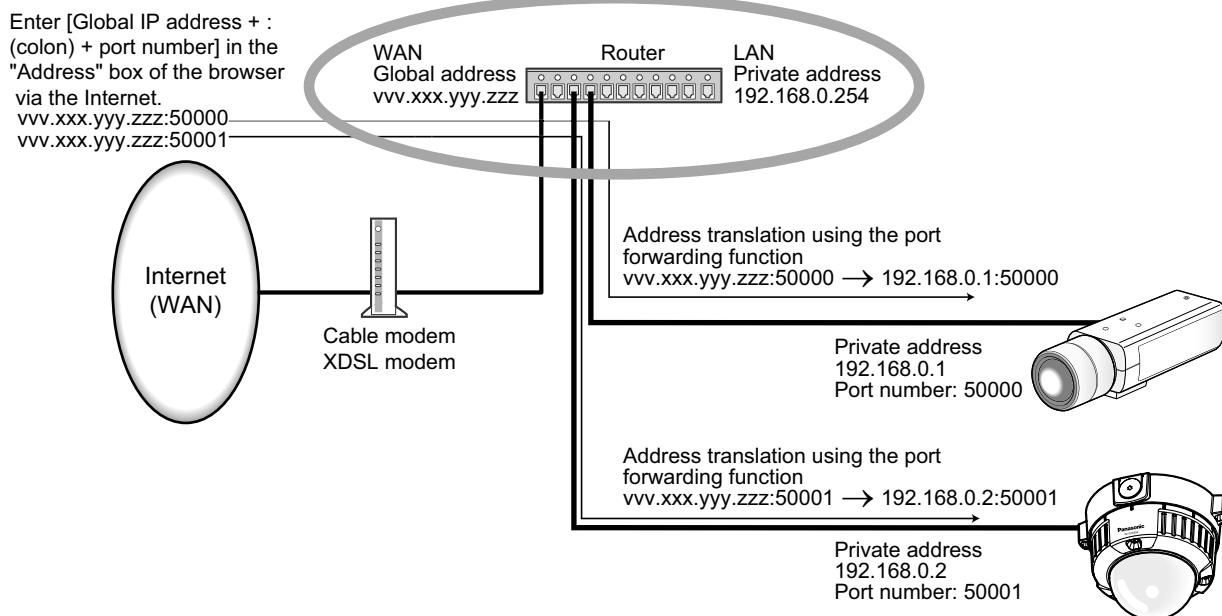 Enter [Global IP address + :
(colon) + port number] in the
"Address" box of the browser
via the Internet.
vvv.xxx.yyy.zzz:50000
vvv.xxx.yyy.zzz:50001
WAN
Global address
vvv.xxx.yyy.zzz
Router
LAN
Private address
192.168.0.254
Internet
(WAN)
Cable modem
XDSL modem
Address translation using the port
forwarding function
vvv.xxx.yyy.zzz:50000 → 192.168.0.1:50000
Private address
192.168.0.1
Port number: 50000
Address translation using the port
forwarding function
vvv.xxx.yyy.zzz:50001 → 192.168.0.2:50001
Panasonic
Private address
192.168.0.2
Port number: 50001